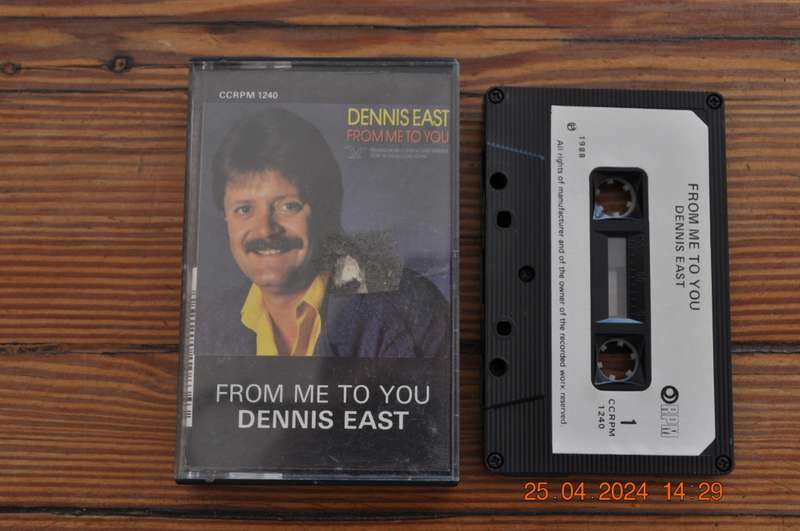 CCRPM 1240
DENNIS EAST
FROM ME TO YOU
FROM ME TO YOU
DENNIS EAST
FROM ME TO YOU
DENNIS EAST
℗ 1988
All rights of manufacturer and of the owner of the recorded work reserved.
1
CCRPM
1240
RPM
25.04.2024 14:29